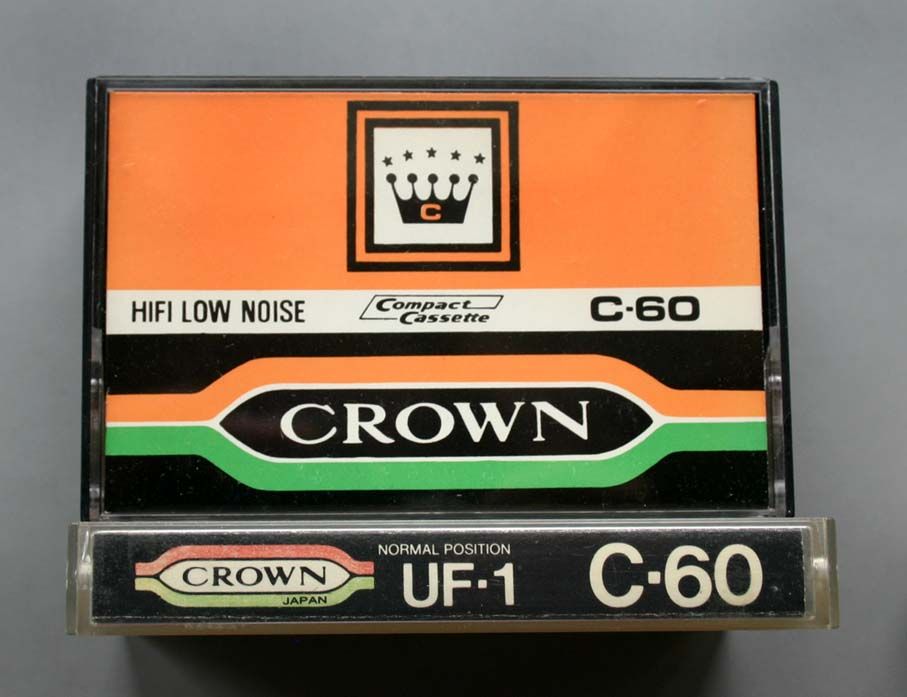 C
HIFI LOW NOISE
Compact
Cassette
C-60
CROWN
CROWN
JAPAN
NORMAL POSITION
UF·1
C·60